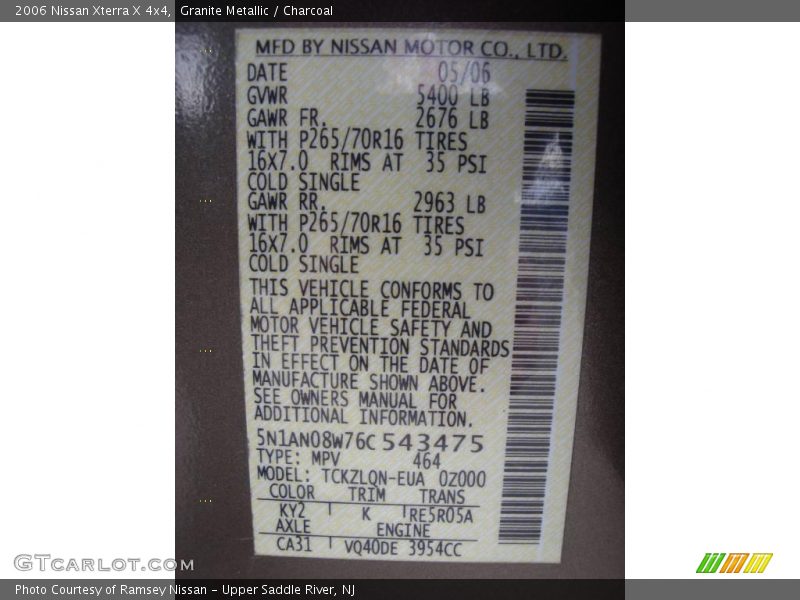 2006 Nissan Xterra X 4x4, Granite Metallic / Charcoal
MFD BY NISSAN MOTOR CO., LTD.
DATE 05/06
GVWR 5400 LB
GAWR FR. 2676 LB
WITH P265/70R16 TIRES
16X7.0 RIMS AT 35 PSI
COLD SINGLE
GAWR RR. 2963 LB
WITH P265/70R16 TIRES
16X7.0 RIMS AT 35 PSI
COLD SINGLE
THIS VEHICLE CONFORMS TO
ALL APPLICABLE FEDERAL
MOTOR VEHICLE SAFETY AND
THEFT PREVENTION STANDARDS
IN EFFECT ON THE DATE OF
MANUFACTURE SHOWN ABOVE.
SEE OWNERS MANUAL FOR
ADDITIONAL INFORMATION.
5N1AN08W76C543475
TYPE: MPV 464
MODEL: TCKZLQN-EUA 0Z000
COLOR TRIM TRANS
KY2 K RE5R05A
AXLE ENGINE
CA31 VQ40DE 3954CC
GTCARLOT.COM
Photo Courtesy of Ramsey Nissan - Upper Saddle River, NJ